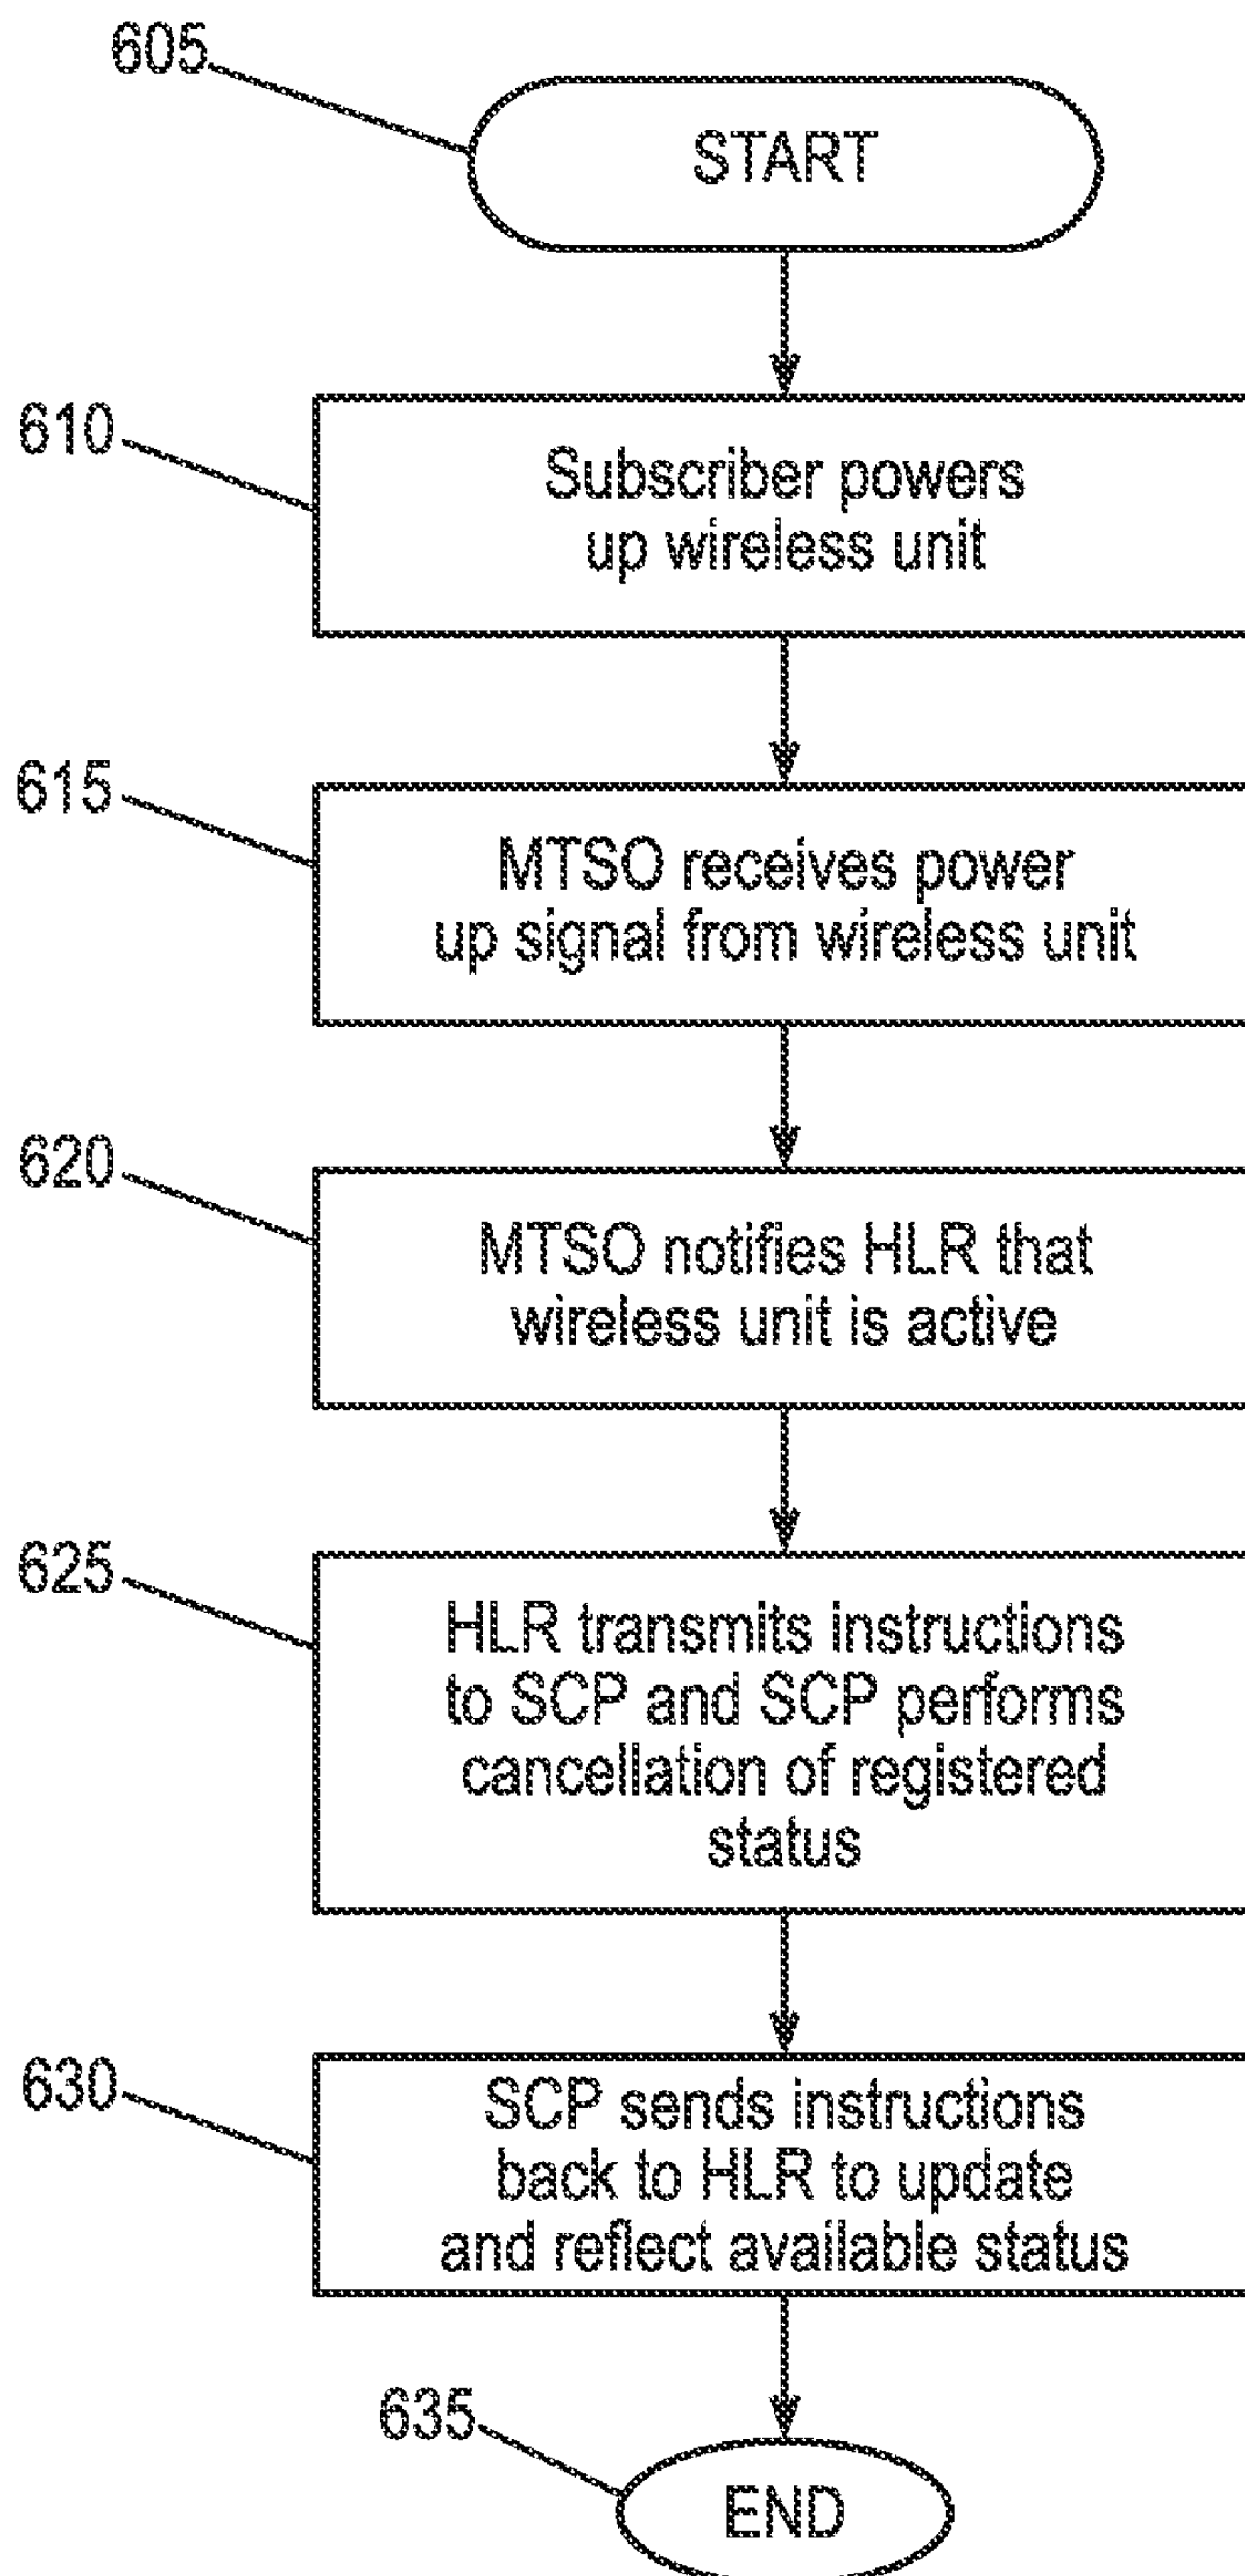 605
START
610
Subscriber powers
up wireless unit
615
MTSO receives power
up signal from wireless unit
620
MTSO notifies HLR that
wireless unit is active
625
HLR transmits instructions
to SCP and SCP performs
cancellation of registered
status
630
SCP sends instructions
back to HLR to update
and reflect available status
635
END